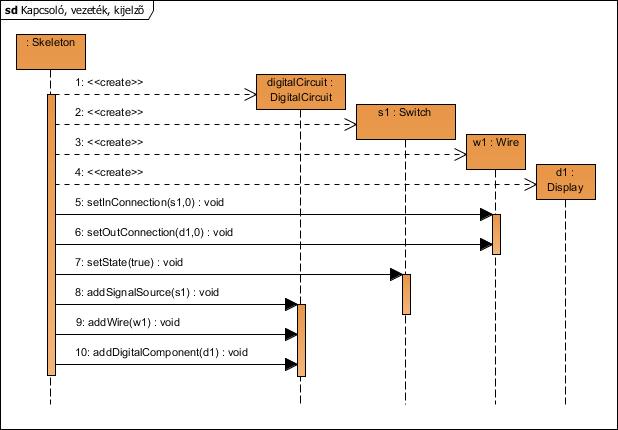 sd Kapcsoló, vezeték, kijelző
: Skeleton
1: <<create>>
digitalCircuit :
DigitalCircuit
2: <<create>>
s1 : Switch
3: <<create>>
w1 : Wire
4: <<create>>
d1 :
Display
5: setInConnection(s1,0) : void
6: setOutConnection(d1,0) : void
7: setState(true) : void
8: addSignalSource(s1) : void
9: addWire(w1) : void
10: addDigitalComponent(d1) : void